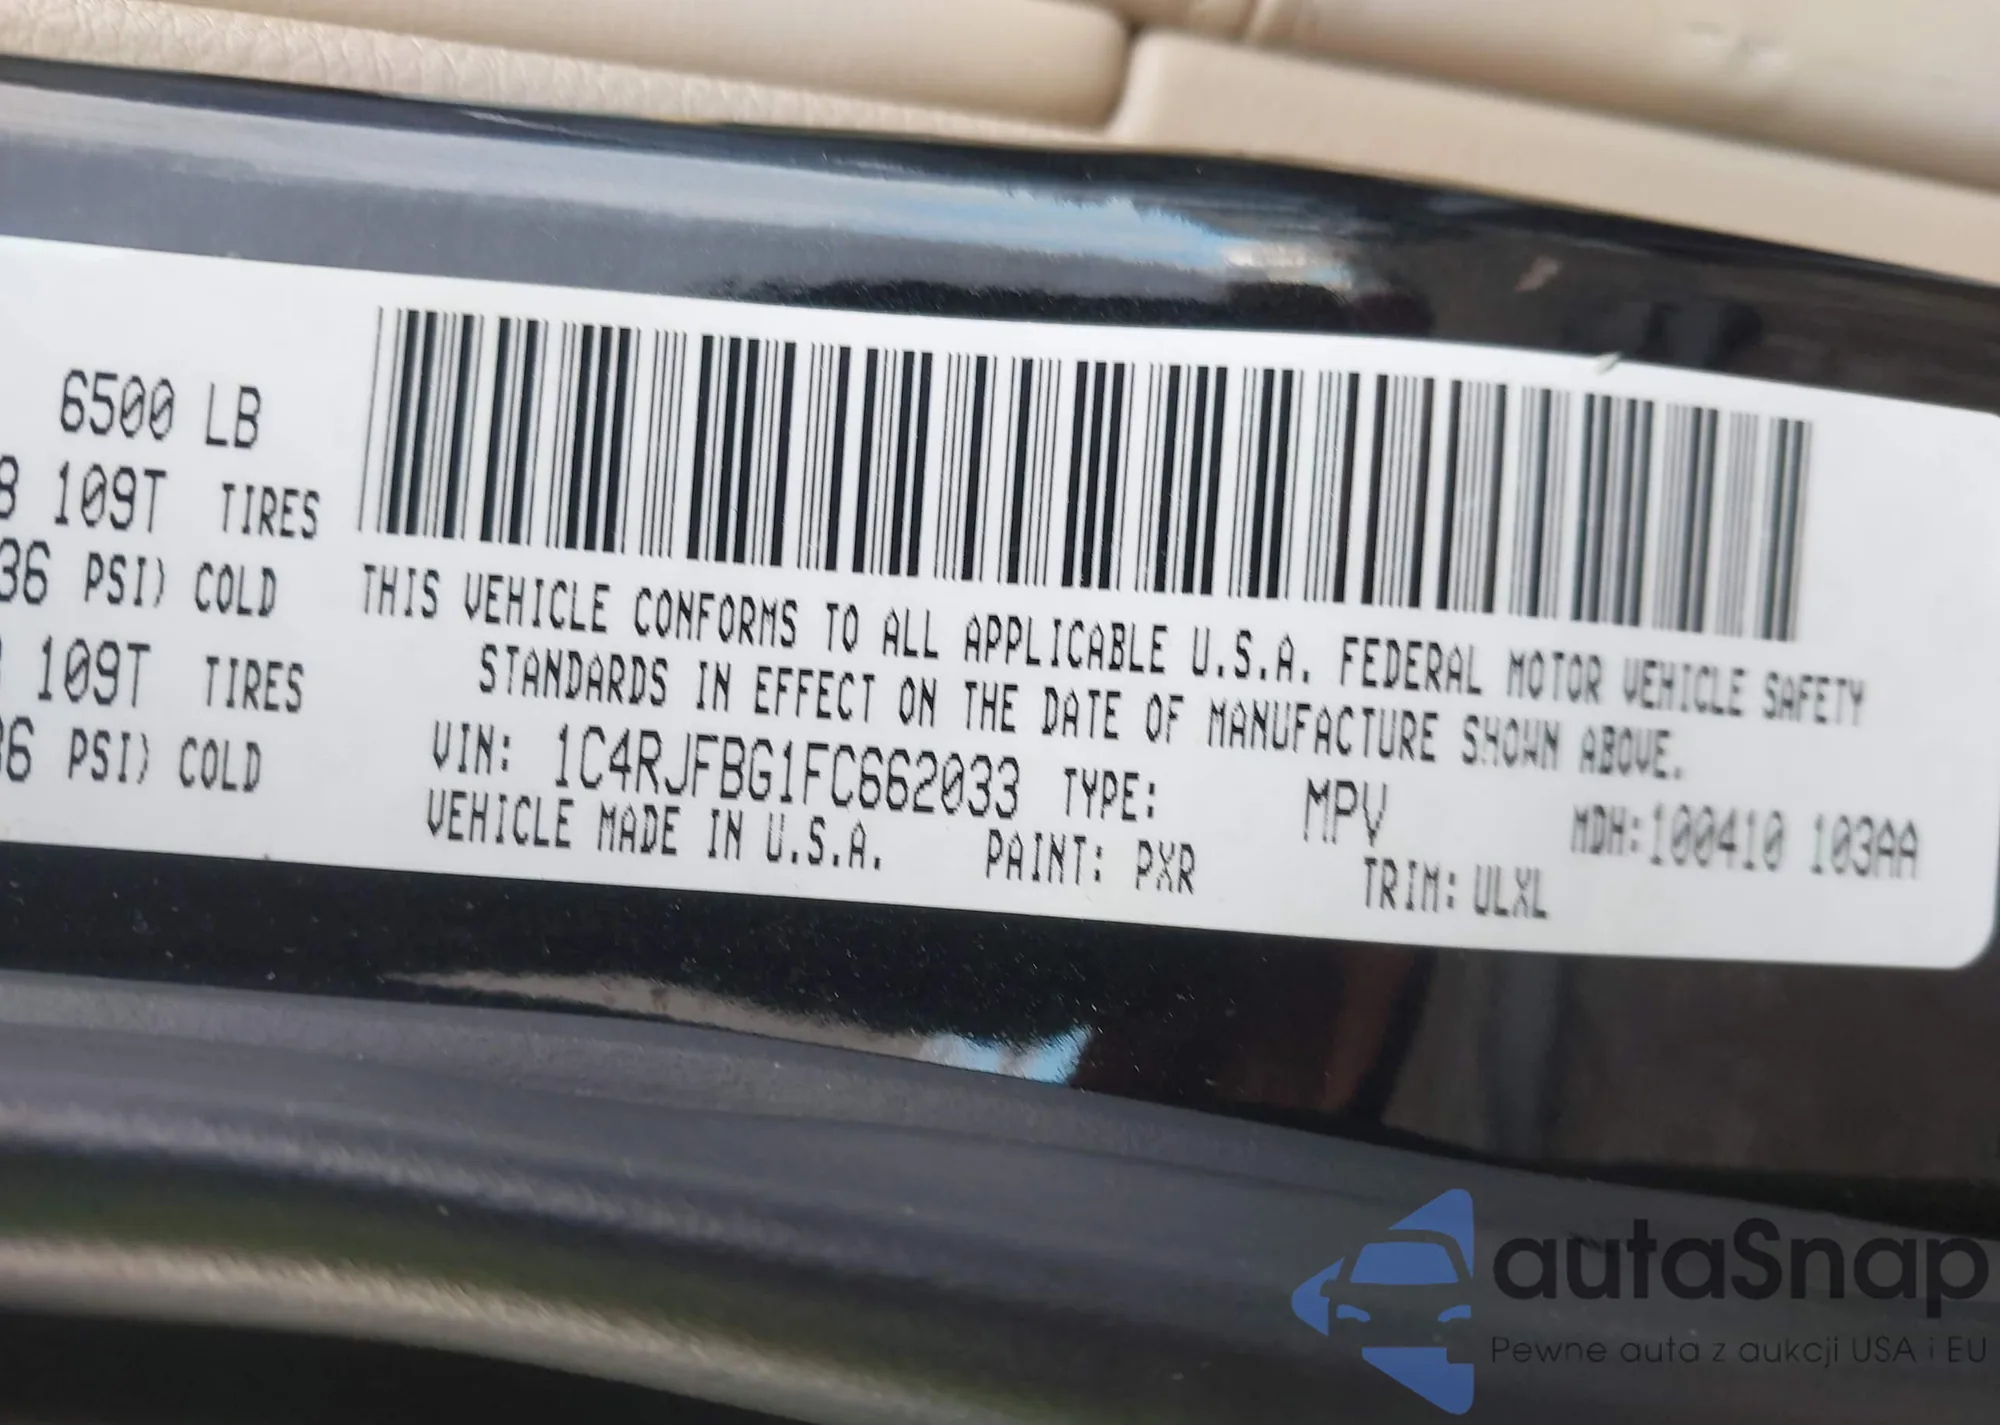 6500 LB
109T TIRES
36 PSI) COLD
109T TIRES
36 PSI) COLD
THIS VEHICLE CONFORMS TO ALL APPLICABLE U.S.A. FEDERAL MOTOR VEHICLE SAFETY
STANDARDS IN EFFECT ON THE DATE OF MANUFACTURE SHOWN ABOVE.
VIN: 1C4RJFBG1FC662033 TYPE: MPV MDH:100410 103AA
VEHICLE MADE IN U.S.A. PAINT: PXR TRIM: ULXL
autaSnap
Pewne auta z aukcji USA i EU